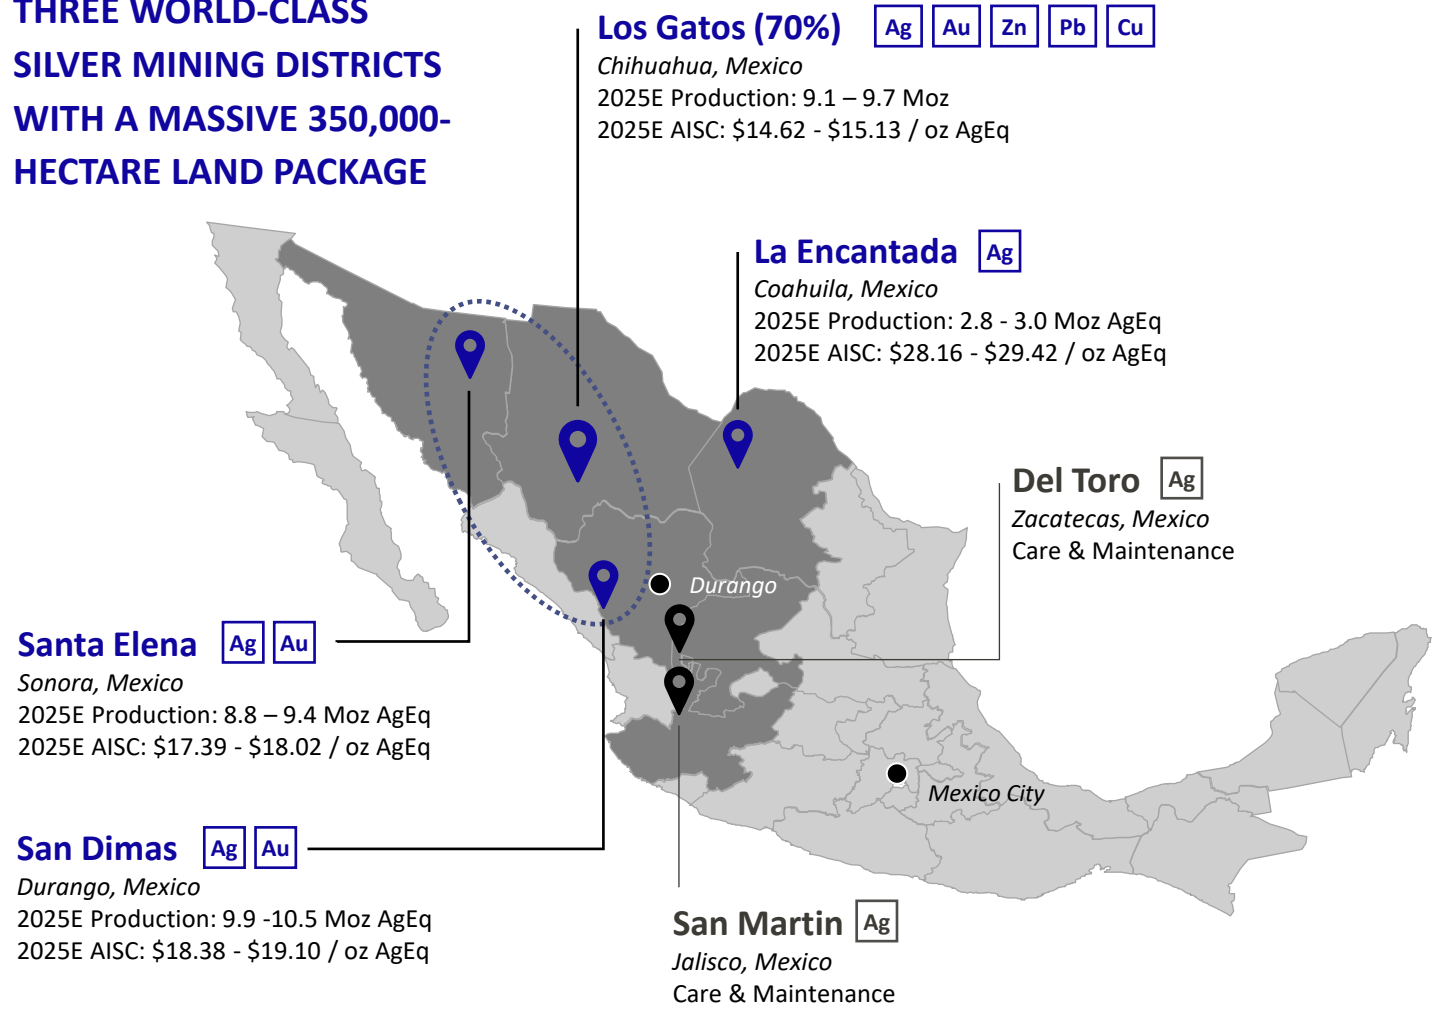 THREE WORLD-CLASS
SILVER MINING DISTRICTS
WITH A MASSIVE 350,000-
HECTARE LAND PACKAGE
Los Gatos (70%) Ag Au Zn Pb Cu
Chihuahua, Mexico
2025E Production: 9.1 – 9.7 Moz
2025E AISC: $14.62 - $15.13 / oz AgEq
La Encantada Ag
Coahuila, Mexico
2025E Production: 2.8 - 3.0 Moz AgEq
2025E AISC: $28.16 - $29.42 / oz AgEq
Del Toro Ag
Zacatecas, Mexico
Care & Maintenance
Durango
Santa Elena Ag Au
Sonora, Mexico
2025E Production: 8.8 – 9.4 Moz AgEq
2025E AISC: $17.39 - $18.02 / oz AgEq
Mexico City
San Dimas Ag Au
Durango, Mexico
2025E Production: 9.9 -10.5 Moz AgEq
2025E AISC: $18.38 - $19.10 / oz AgEq
San Martin Ag
Jalisco, Mexico
Care & Maintenance